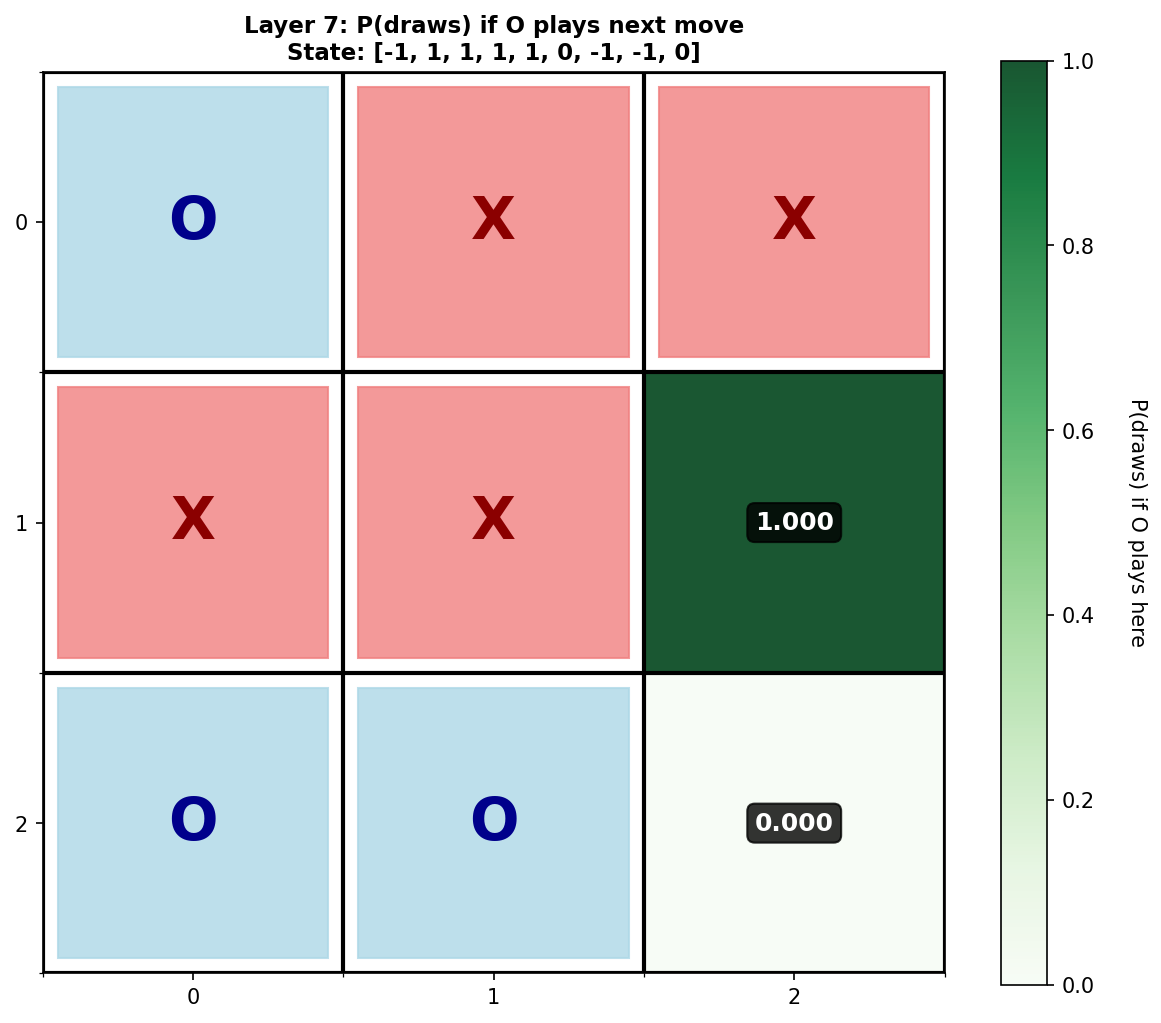 Layer 7: P(draws) if O plays next move
State: [-1, 1, 1, 1, 1, 0, -1, -1, 0]
1.0
0.8
0.6
0.4
0.2
0.0
P(draws) if O plays here
0
O
X
X
1
X
X
1.000
2
O
O
0.000
0
1
2